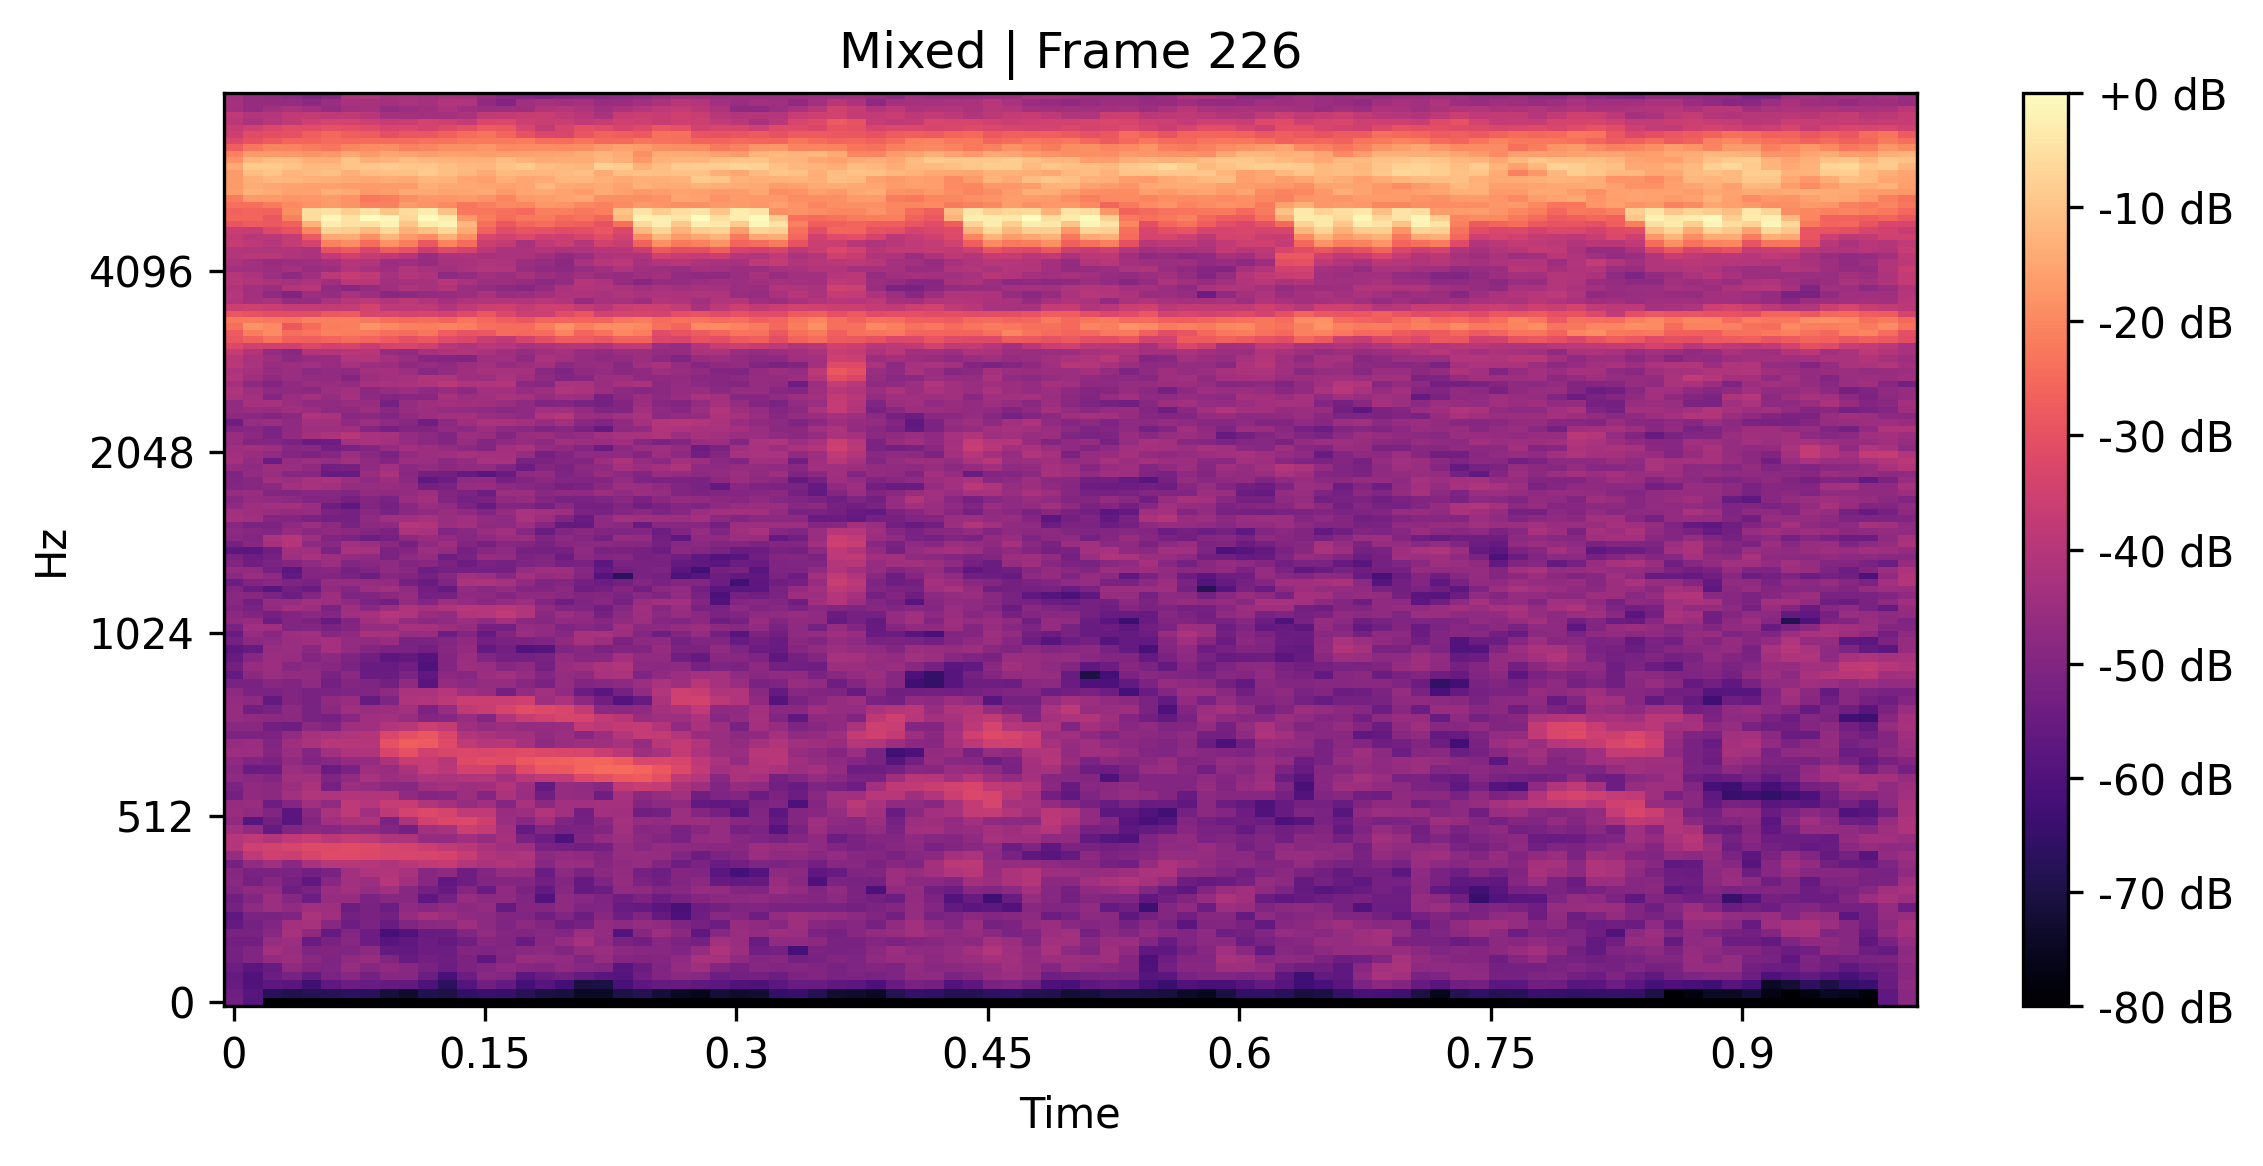 Mixed | Frame 226
Hz
4096
2048
1024
512
0
0
0.15
0.3
0.45
0.6
0.75
0.9
Time
+0 dB
-10 dB
-20 dB
-30 dB
-40 dB
-50 dB
-60 dB
-70 dB
-80 dB